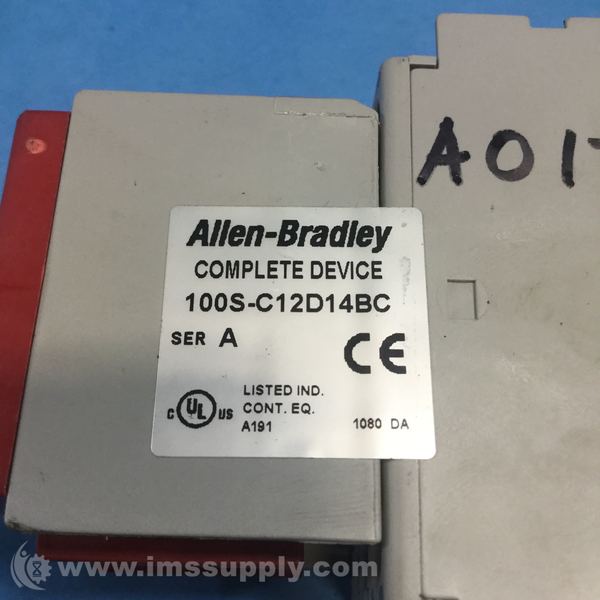 A01
Allen-Bradley
COMPLETE DEVICE
100S-C12D14BC
SER A
CE
LISTED IND.
CONT. EQ.
A191
C UL US
1080 DA
www.imssupply.com